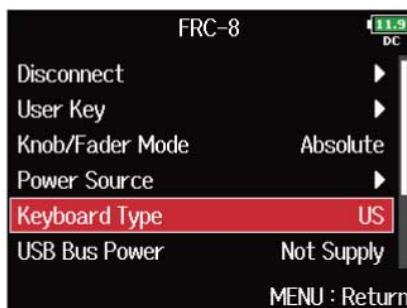 FRC-8
11.9
DC
Disconnect
User Key
Knob/Fader Mode Absolute
Power Source
Keyboard Type US
USB Bus Power Not Supply
MENU : Return